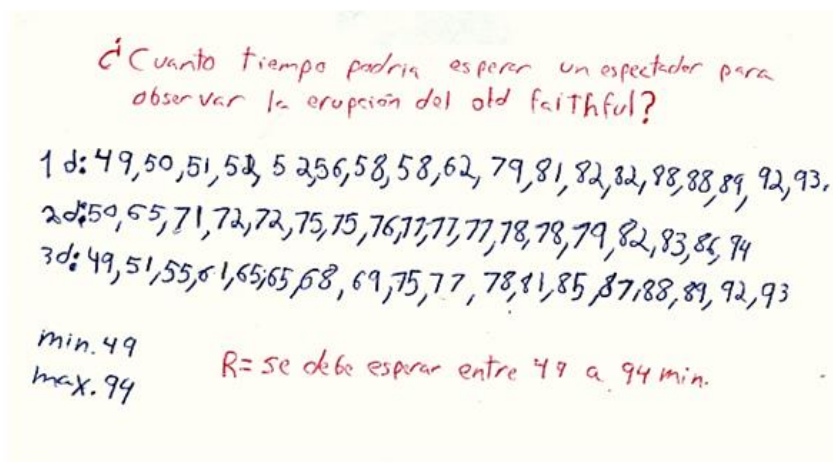 ¿Cuanto tiempo podria esperar un espectador para
observar la erupción del old faithful?
1d: 49,50,51,52, 52,56,58,58,62, 79,81,82,82,88,88,89, 92,93.
2d: 50,65,71,72,72,75,75,76,77,77,77,78,78,79,82,83,86,94
3d: 49,51,55,61,65,65,68, 69,75,77, 78,81,85,87,88,89,92,93
min. 49
max. 94
R= se debe esperar entre 49 a 94 min.